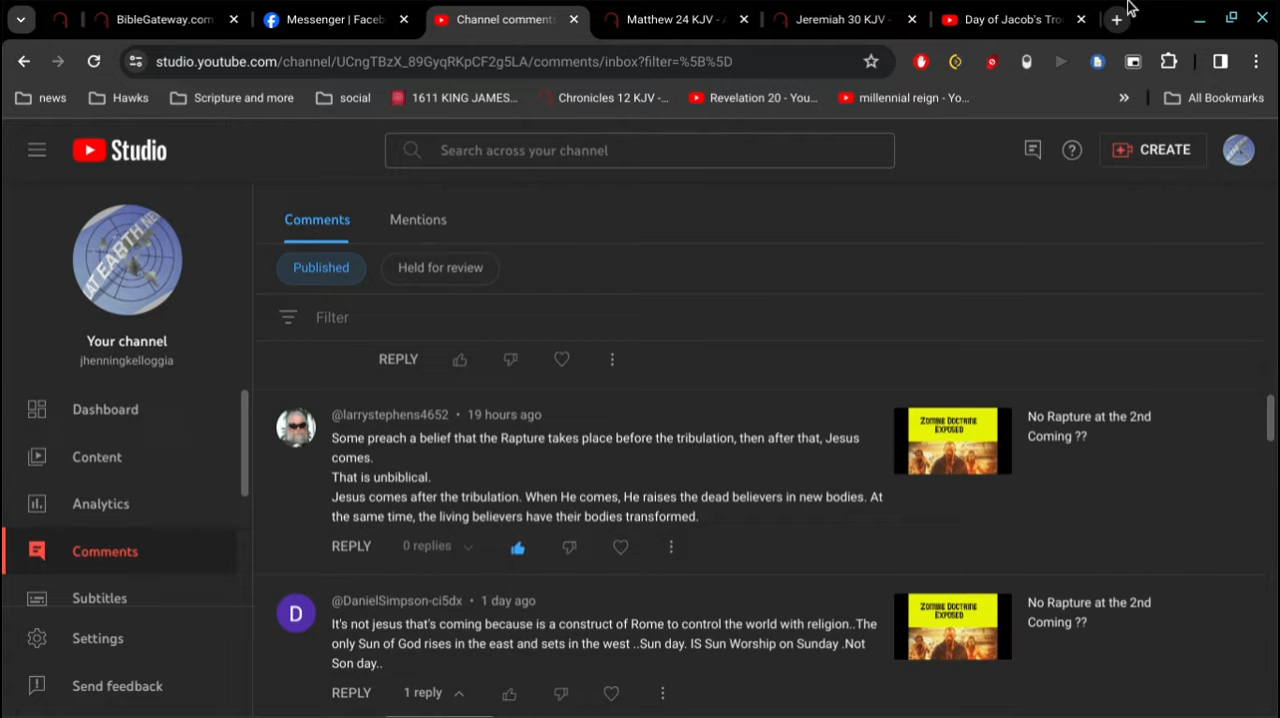 BibleGateway.com
Messenger | Faceb
Channel comments
Matthew 24 KJV - A
Jeremiah 30 KJV -
Day of Jacob's Tro
studio.youtube.com/channel/UCngTBzX_89GyqRKpCF2g5LA/comments/inbox?filter=%5B%5D
news
Hawks
Scripture and more
social
1611 KING JAMES...
Chronicles 12 KJV -...
Revelation 20 - You...
millennial reign - Yo...
All Bookmarks
Studio
Search across your channel
CREATE
AT EARTH NE
Your channel
jhenningkelloggia
Dashboard
Content
Analytics
Comments
Subtitles
Settings
Send feedback
Comments
Mentions
Published
Held for review
Filter
REPLY
@larrystephens4652 • 19 hours ago
Some preach a belief that the Rapture takes place before the tribulation, then after that, Jesus
comes.
That is unbiblical.
Jesus comes after the tribulation. When He comes, He raises the dead believers in new bodies. At
the same time, the living believers have their bodies transformed.
REPLY
0 replies
ZOMBIE DOCTRINE
EXPOSED
No Rapture at the 2nd
Coming ??
D
@DanielSimpson-ci5dx • 1 day ago
It's not jesus that's coming because is a construct of Rome to control the world with religion..The
only Sun of God rises in the east and sets in the west ..Sun day. IS Sun Worship on Sunday .Not
Son day..
REPLY
1 reply
ZOMBIE DOCTRINE
EXPOSED
No Rapture at the 2nd
Coming ??